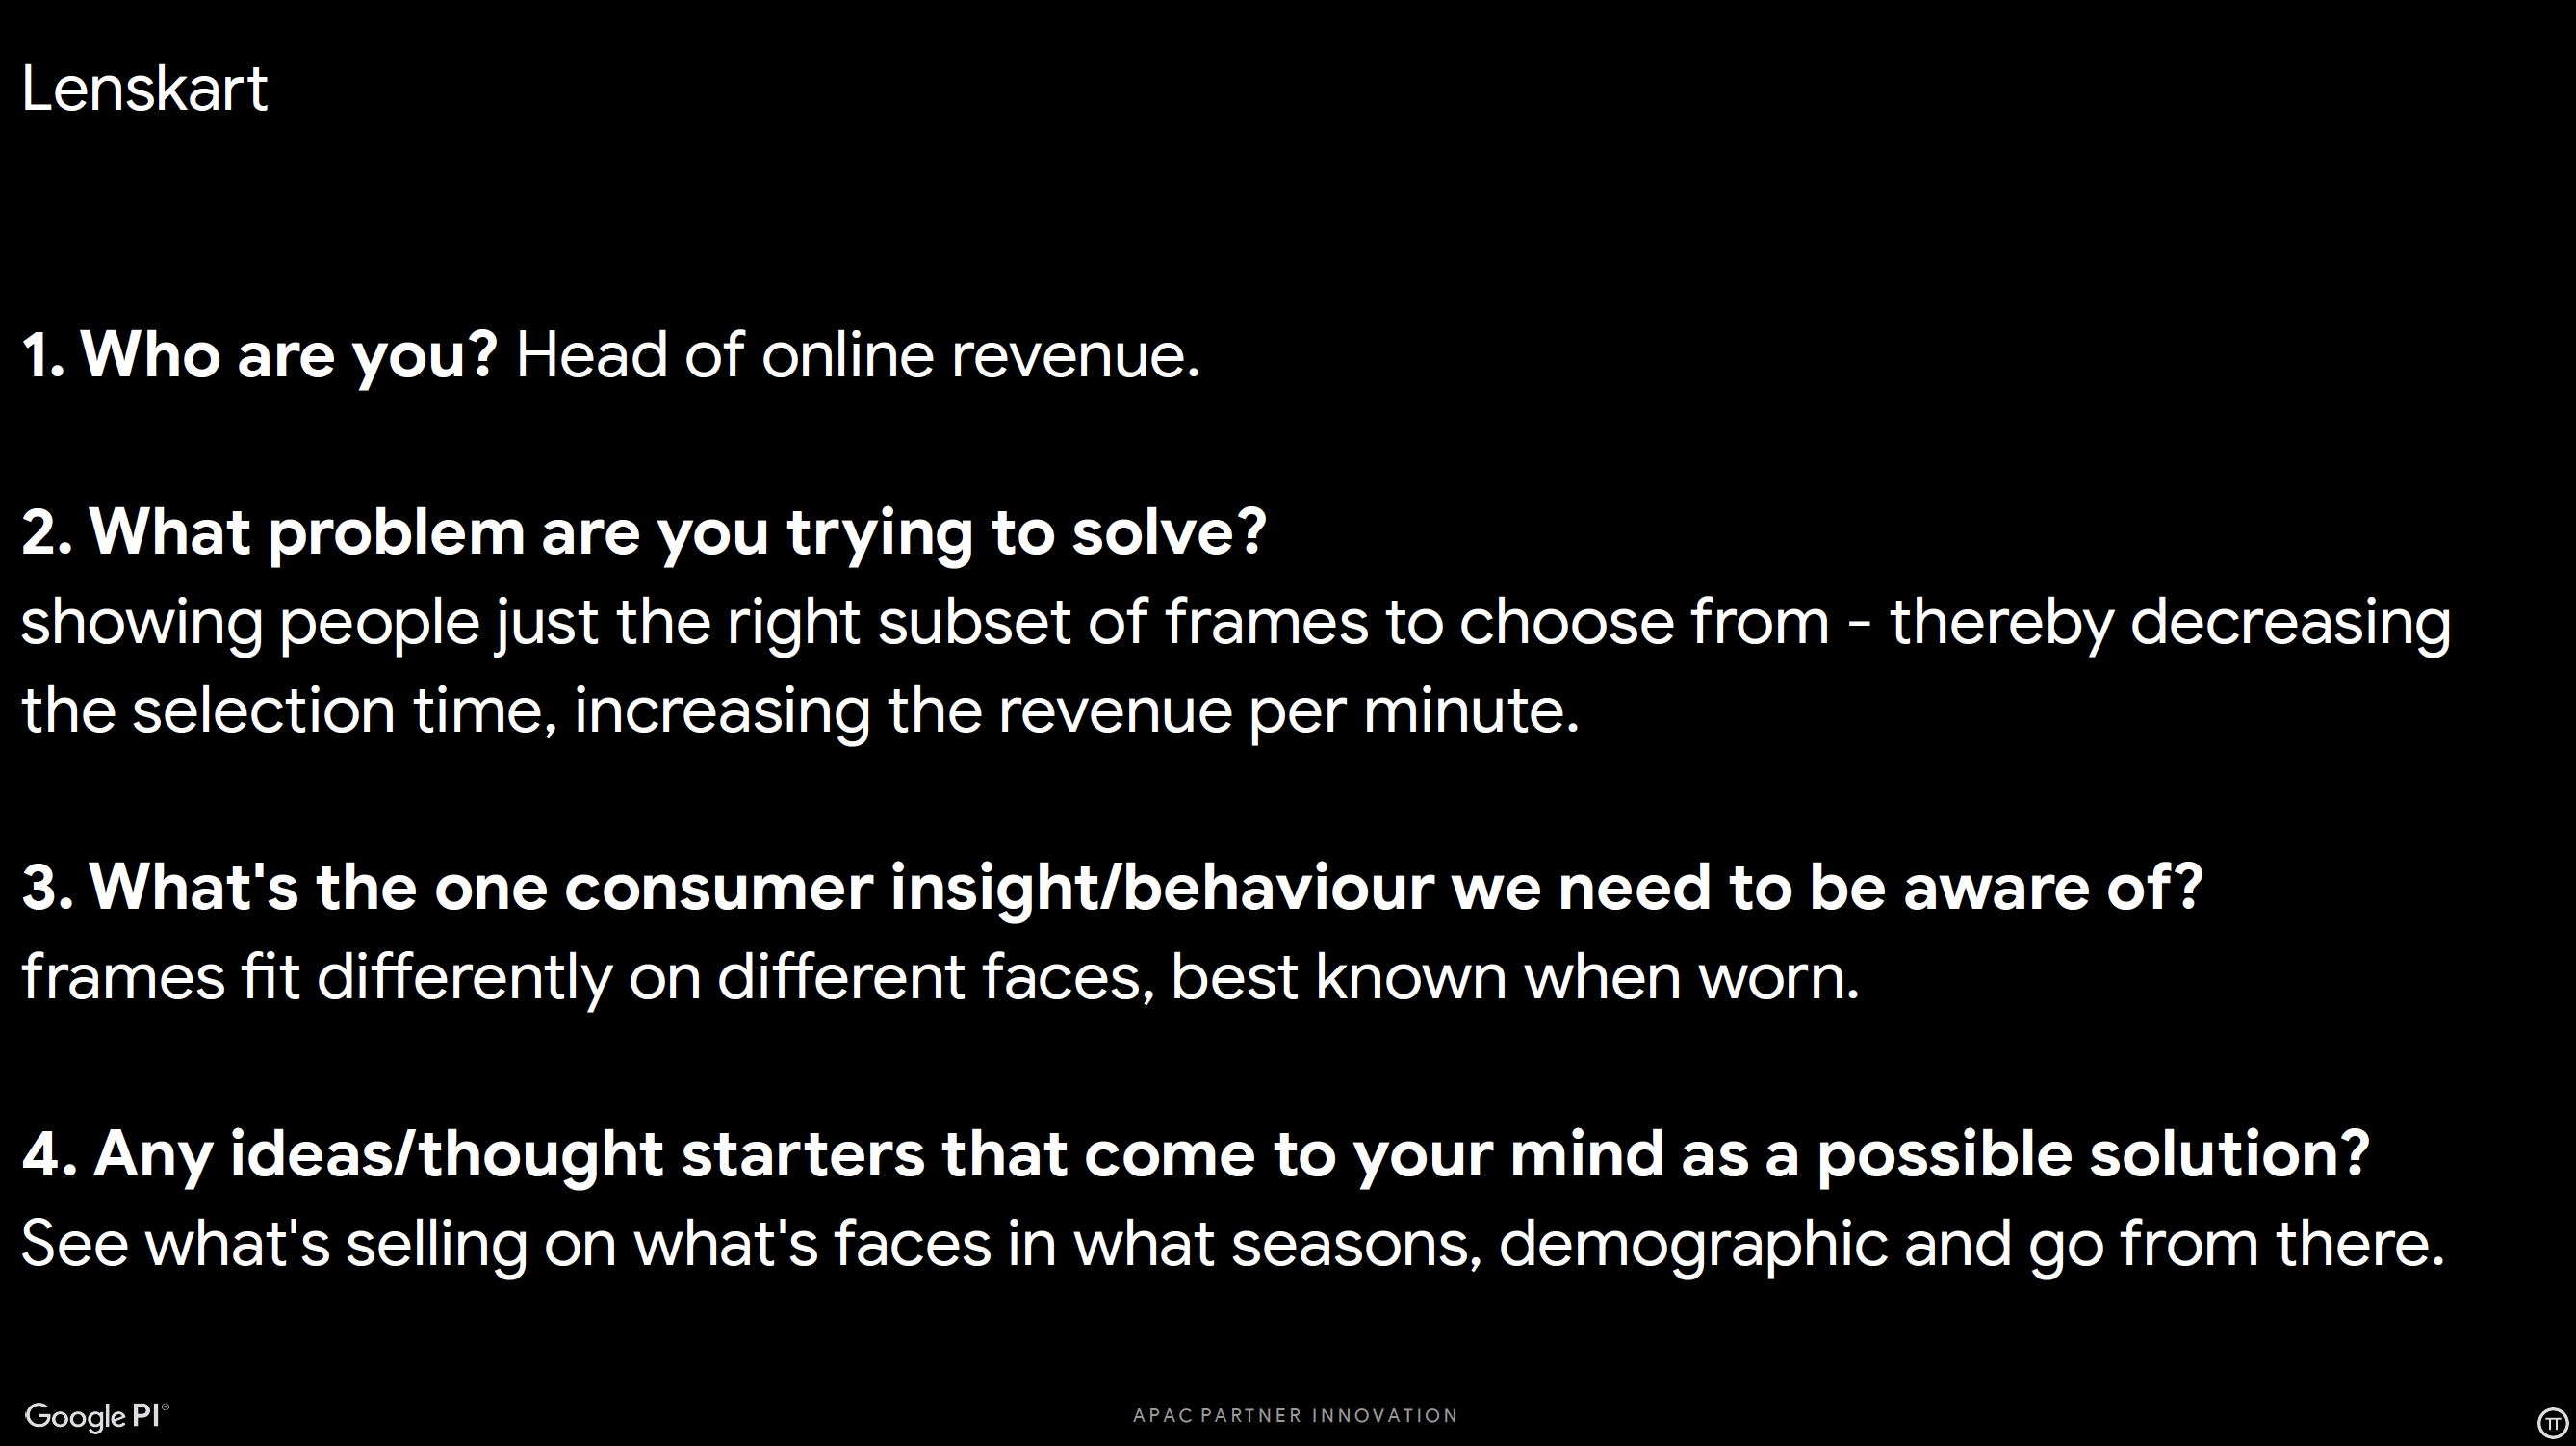 Lenskart
1. Who are you? Head of online revenue.
2. What problem are you trying to solve?
showing people just the right subset of frames to choose from - thereby decreasing
the selection time, increasing the revenue per minute.
3. What's the one consumer insight/behaviour we need to be aware of?
frames fit differently on different faces, best known when worn.
4. Any ideas/thought starters that come to your mind as a possible solution?
See what's selling on what's faces in what seasons, demographic and go from there.
Google PI
APAC PARTNER INNOVATION